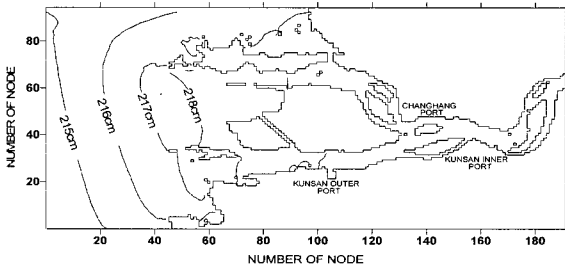 80
60
40
20
NUMBER OF NODE
215cm
216cm
217cm
218cm
CHANGHANG
PORT
KUNSAN INNER
PORT
KUNSAN OUTER
PORT
20 40 60 80 100 120 140 160 180
NUMBER OF NODE